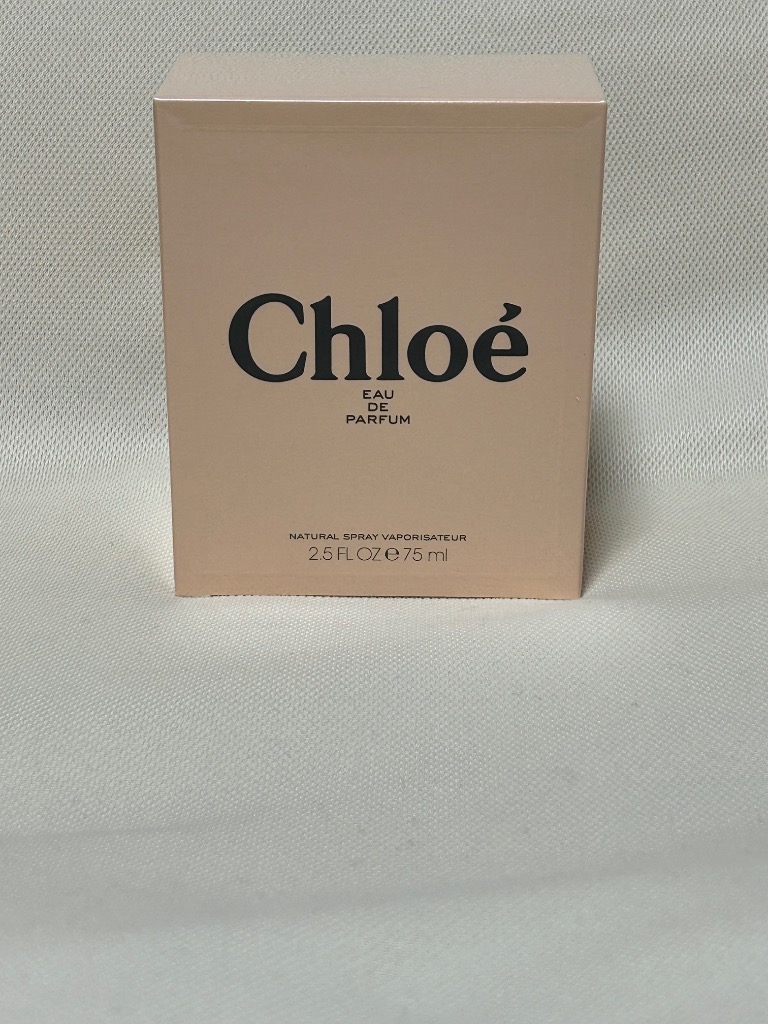 Chloé
EAU
DE
PARFUM
NATURAL SPRAY VAPORISATEUR
2.5 FL OZ ℮ 75 ml